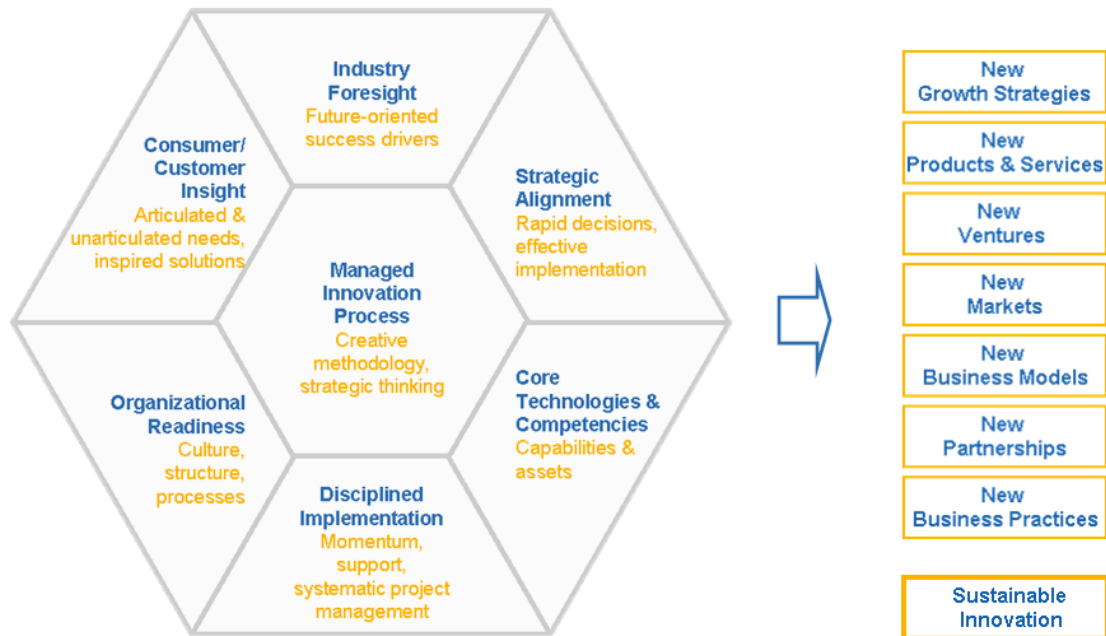 Industry
Foresight
Future-oriented
success drivers
Consumer/
Customer
Insight
Articulated &
unarticulated needs,
inspired solutions
Strategic
Alignment
Rapid decisions,
effective
implementation
Managed
Innovation
Process
Creative
methodology,
strategic thinking
Organizational
Readiness
Culture,
structure,
processes
Core
Technologies &
Competencies
Capabilities &
assets
Disciplined
Implementation
Momentum,
support,
systematic project
management
New
Growth Strategies
New
Products & Services
New
Ventures
New
Markets
New
Business Models
New
Partnerships
New
Business Practices
Sustainable
Innovation